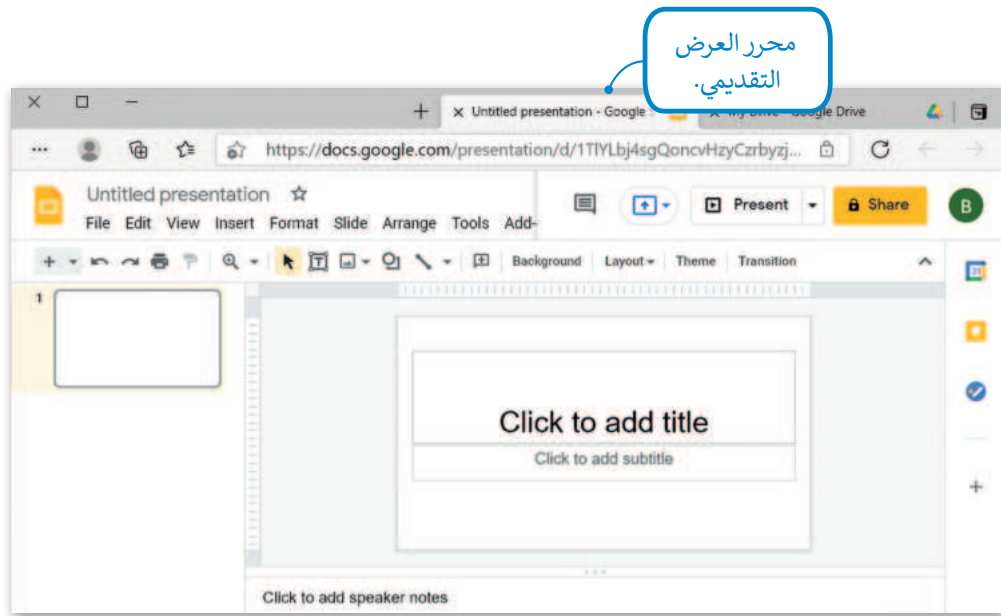 محرر العرض
التقديمي.
Untitled presentation - Google
My Drive - Google Drive
https://docs.google.com/presentation/d/1TlYLbj4sgQoncvHzyCzrbyzj...
Untitled presentation
File Edit View Insert Format Slide Arrange Tools Add-
Present
Share
B
Background Layout Theme Transition
31
1
Click to add title
Click to add subtitle
Click to add speaker notes